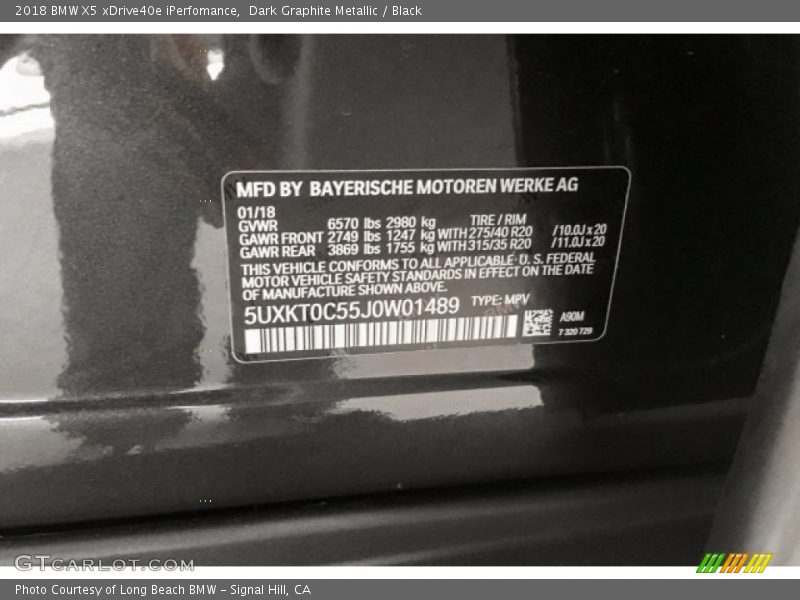 2018 BMW X5 xDrive40e iPerfomance, Dark Graphite Metallic / Black
MFD BY BAYERISCHE MOTOREN WERKE AG
01/18
GVWR 6570 lbs 2980 kg TIRE / RIM
GAWR FRONT 2749 lbs 1247 kg WITH 275/40 R20 /10.0J x 20
GAWR REAR 3869 lbs 1755 kg WITH 315/35 R20 /11.0J x 20
THIS VEHICLE CONFORMS TO ALL APPLICABLE U.S. FEDERAL
MOTOR VEHICLE SAFETY STANDARDS IN EFFECT ON THE DATE
OF MANUFACTURE SHOWN ABOVE.
5UXKT0C55J0W01489 TYPE: MPV
A90M
7 320 729
GTCARLOT.COM
Photo Courtesy of Long Beach BMW - Signal Hill, CA